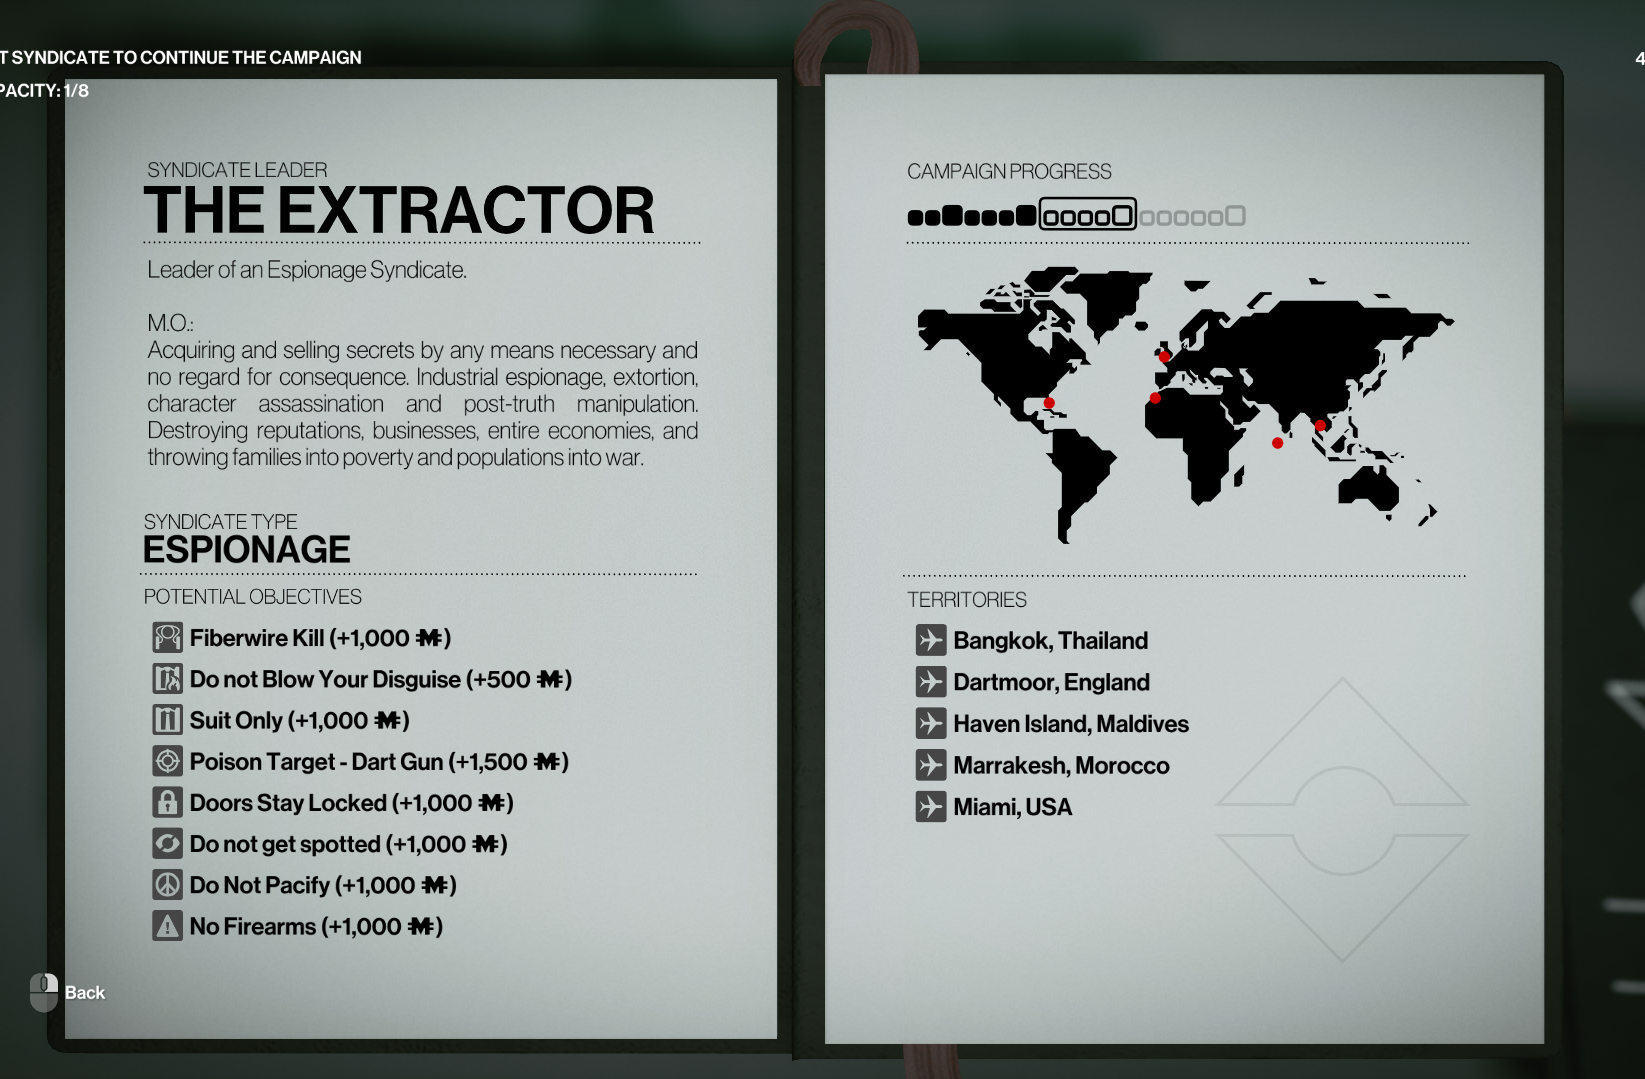 T SYNDICATE TO CONTINUE THE CAMPAIGN
PACITY: 1/8
4
SYNDICATE LEADER
THE EXTRACTOR
Leader of an Espionage Syndicate.
M.O.:
Acquiring and selling secrets by any means necessary and
no regard for consequence. Industrial espionage, extortion,
character assassination and post-truth manipulation.
Destroying reputations, businesses, entire economies, and
throwing families into poverty and populations into war.
SYNDICATE TYPE
ESPIONAGE
POTENTIAL OBJECTIVES
Fiberwire Kill (+1,000 M)
Do not Blow Your Disguise (+500 M)
Suit Only (+1,000 M)
Poison Target - Dart Gun (+1,500 M)
Doors Stay Locked (+1,000 M)
Do not get spotted (+1,000 M)
Do Not Pacify (+1,000 M)
No Firearms (+1,000 M)
Back
CAMPAIGN PROGRESS
TERRITORIES
Bangkok, Thailand
Dartmoor, England
Haven Island, Maldives
Marrakesh, Morocco
Miami, USA